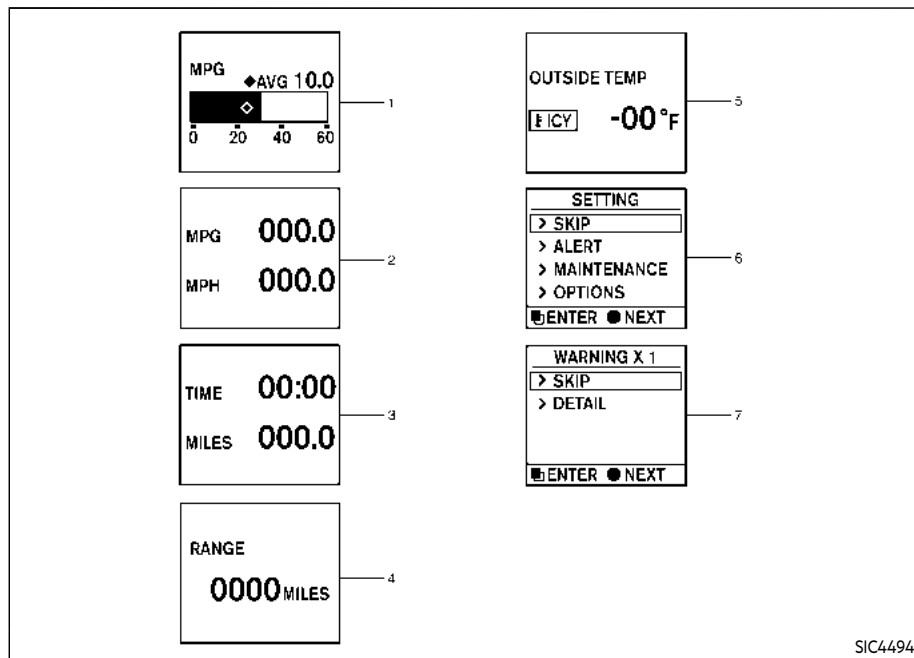 MPG
◆AVG 10.0
0 20 40 60
1
MPG 000.0
MPH 000.0
2
TIME 00:00
MILES 000.0
3
RANGE
0000 MILES
4
OUTSIDE TEMP
ICY -00°F
5
SETTING
> SKIP
> ALERT
> MAINTENANCE
> OPTIONS
ENTER ● NEXT
6
WARNING X 1
> SKIP
> DETAIL
ENTER ● NEXT
7
SIC4494